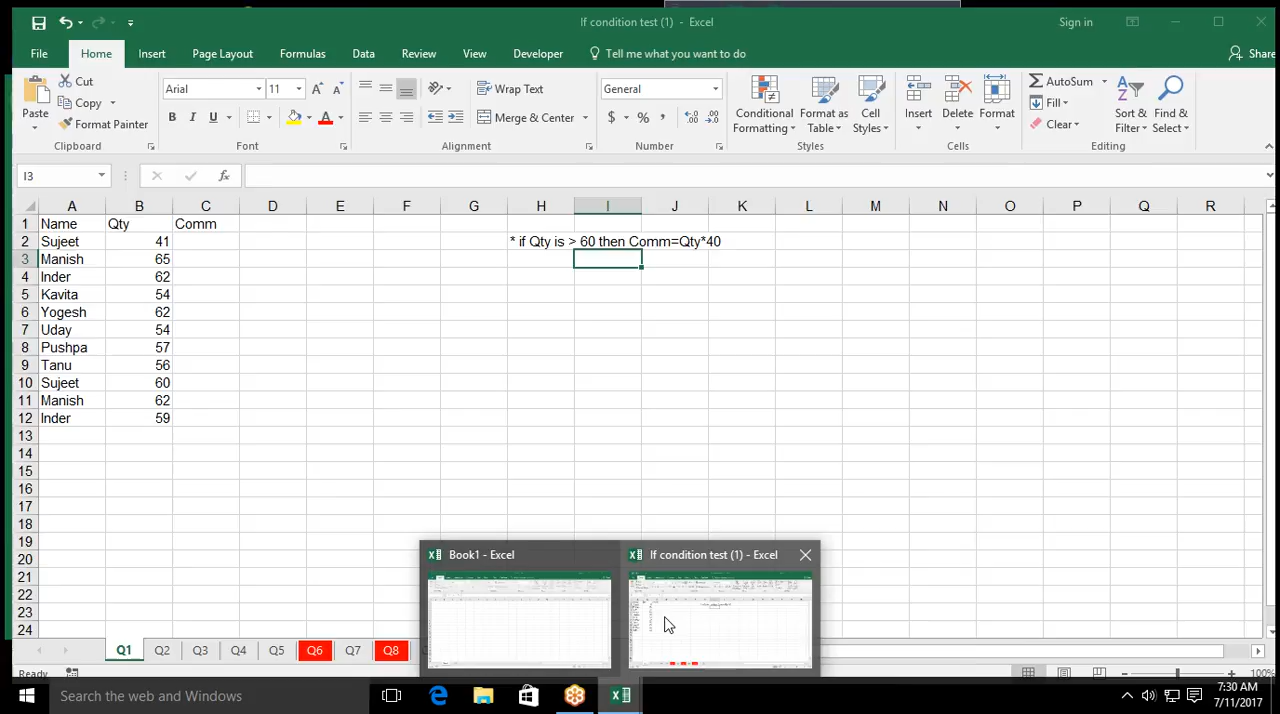 If condition test (1) - Excel
Sign in
File Home Insert Page Layout Formulas Data Review View Developer Tell me what you want to do Share
Paste
Cut
Copy
Format Painter
Clipboard
Arial 11
B I U
Font
Wrap Text
Merge & Center
Alignment
General
$ % ,
Number
Conditional Formatting
Format as Table
Cell Styles
Styles
Insert Delete Format
Cells
AutoSum
Fill
Clear
Sort & Filter
Find & Select
Editing
I3 fx
A B C D E F G H I J K L M N O P Q R
1 Name Qty Comm
2 Sujeet 41 * if Qty is > 60 then Comm=Qty*40
3 Manish 65
4 Inder 62
5 Kavita 54
6 Yogesh 62
7 Uday 54
8 Pushpa 57
9 Tanu 56
10 Sujeet 60
11 Manish 62
12 Inder 59
13
14
15
16
17
18
19
20
21
22
23
24
Book1 - Excel
If condition test (1) - Excel
Q1 Q2 Q3 Q4 Q5 Q6 Q7 Q8
Ready
100%
Search the web and Windows
7:30 AM
7/11/2017